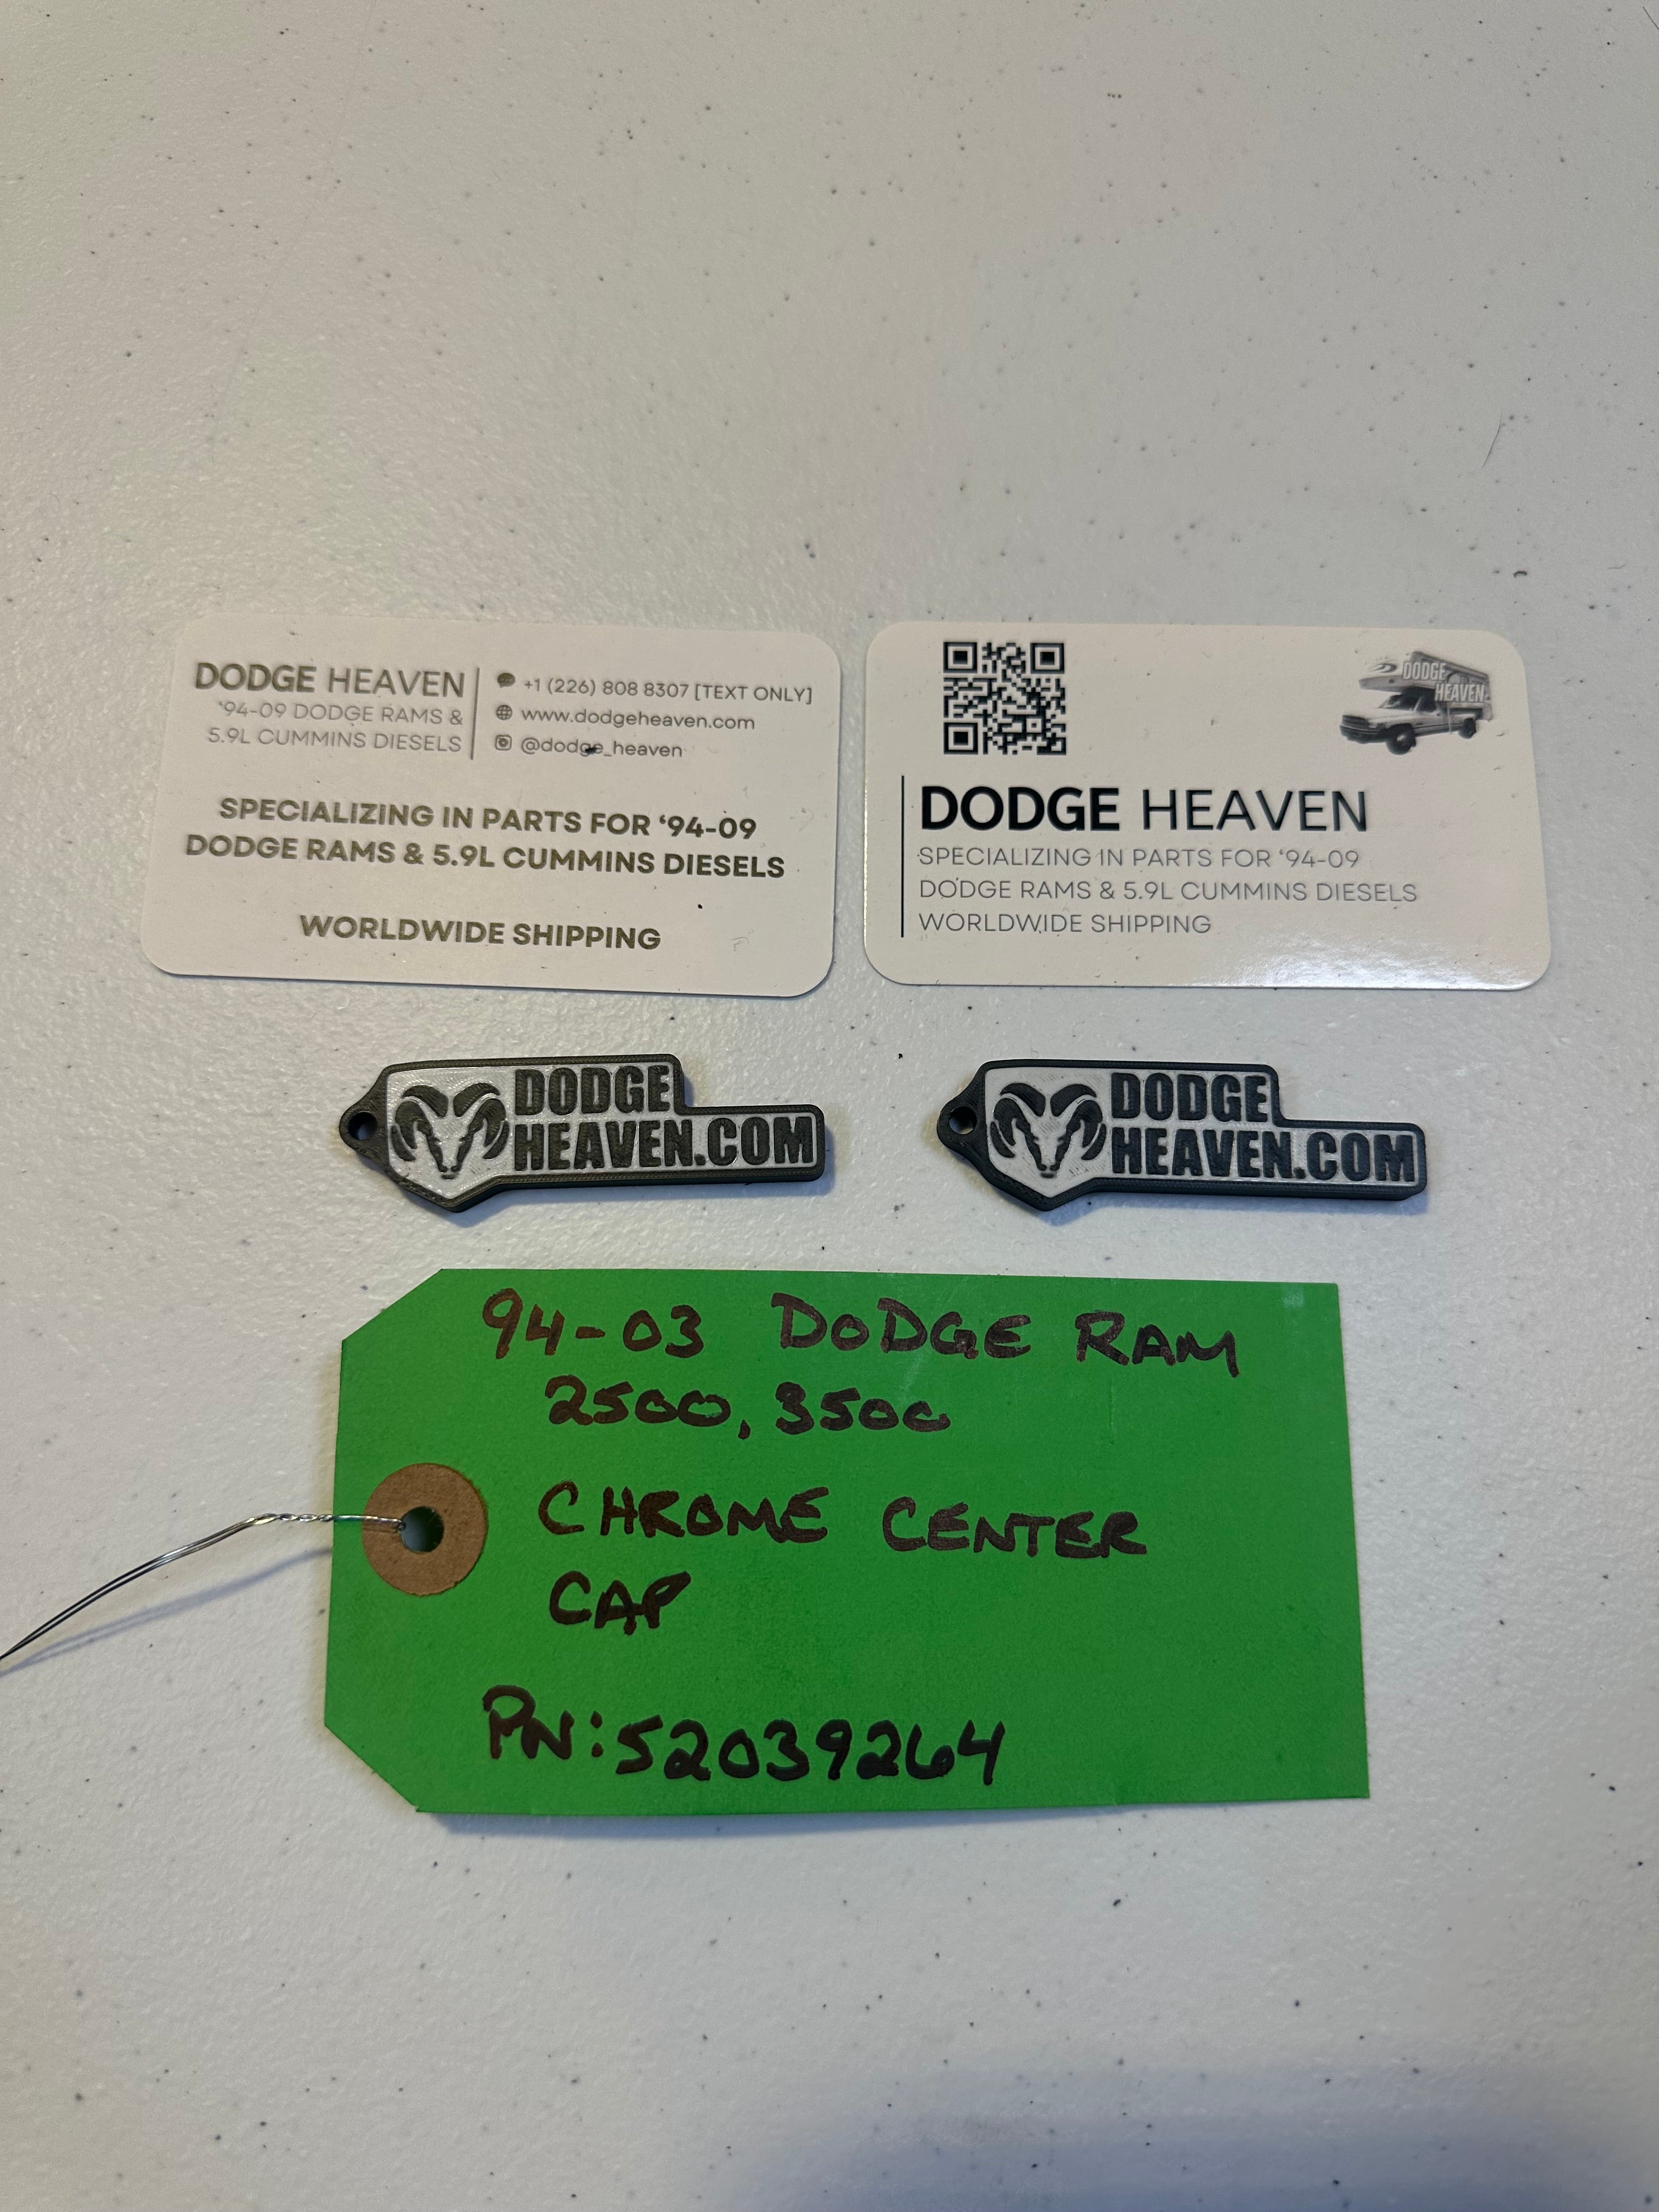 DODGE HEAVEN
'94-09 DODGE RAMS &
5.9L CUMMINS DIESELS
+1 (226) 808 8307 [TEXT ONLY]
www.dodgeheaven.com
@dodge_heaven
SPECIALIZING IN PARTS FOR '94-09
DODGE RAMS & 5.9L CUMMINS DIESELS
WORLDWIDE SHIPPING
DODGE
HEAVEN
DODGE HEAVEN
SPECIALIZING IN PARTS FOR '94-09
DODGE RAMS & 5.9L CUMMINS DIESELS
WORLDWIDE SHIPPING
DODGE
HEAVEN.COM
DODGE
HEAVEN.COM
94-03 DODGE RAM
2500, 3500
CHROME CENTER
CAP
PN: 52039264